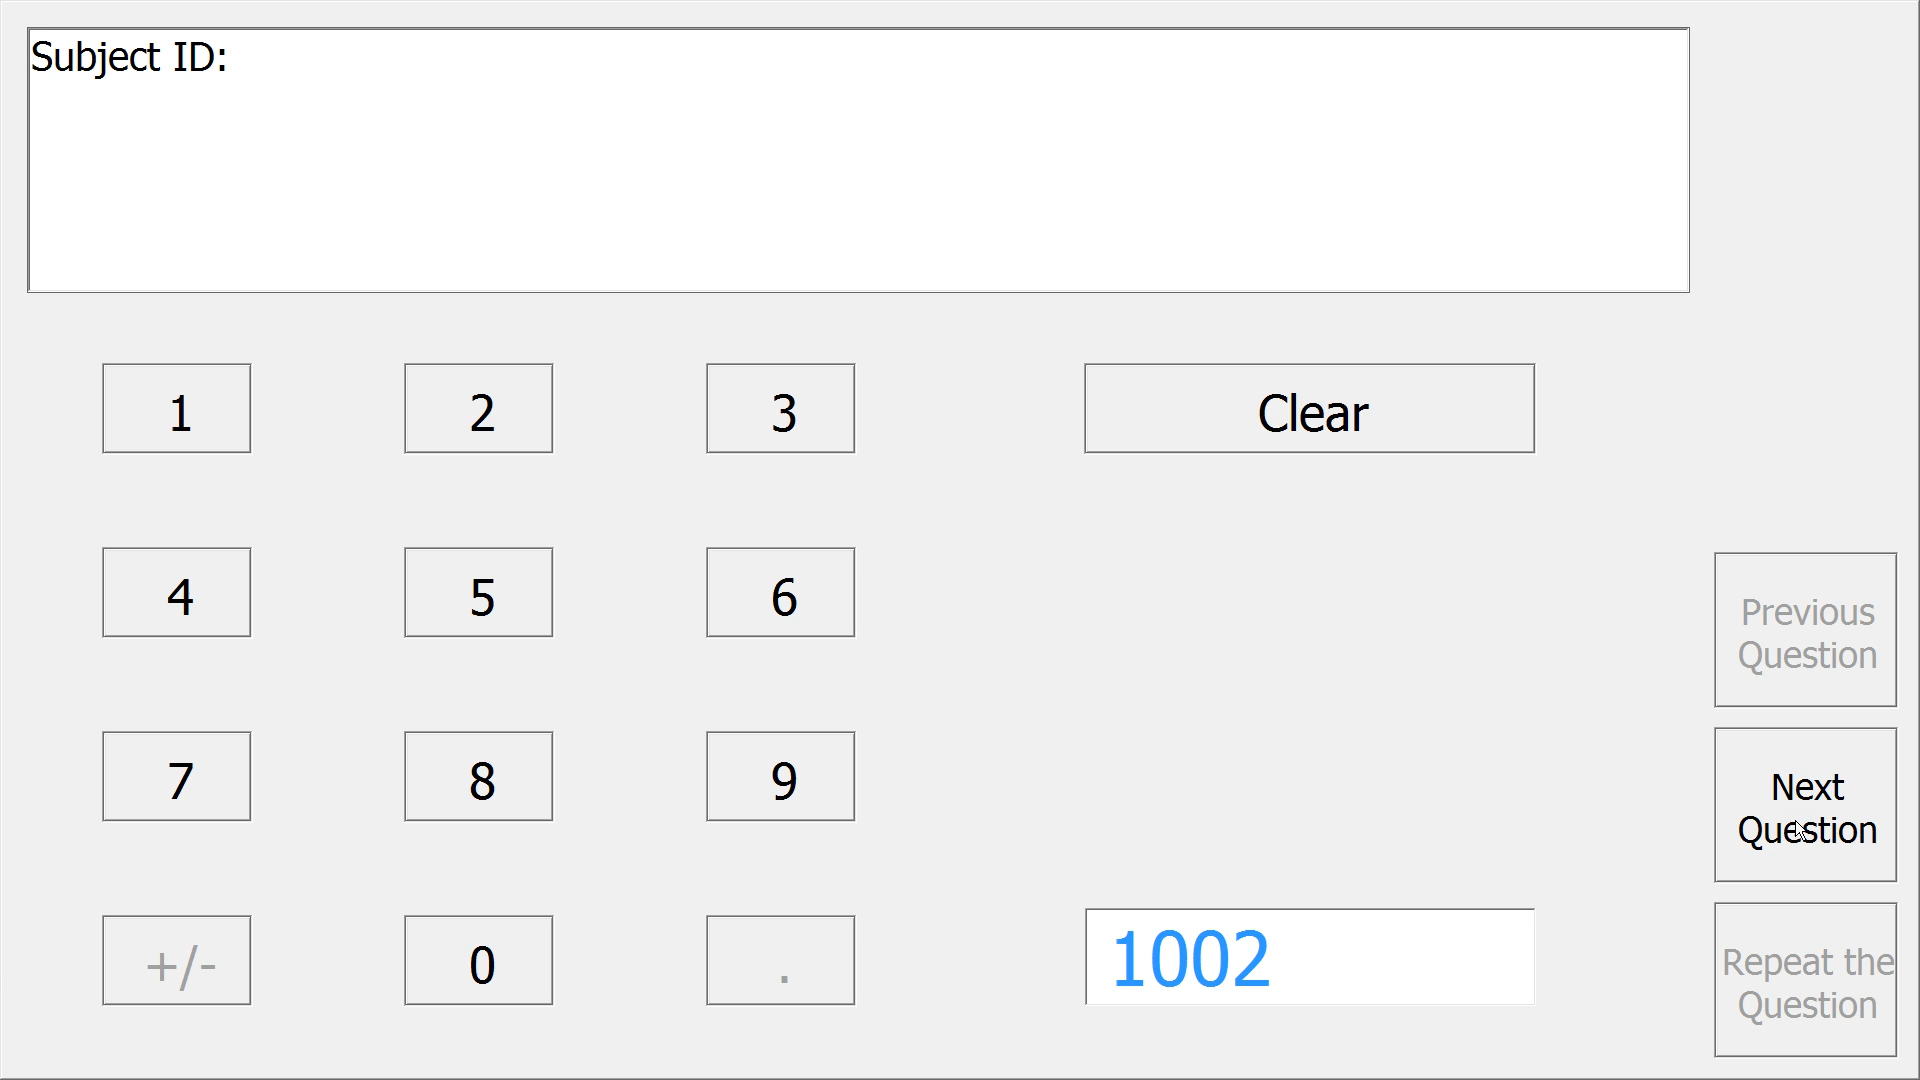 Subject ID:
1
2
3
Clear
4
5
6
Previous
Question
7
8
9
Next
Question
+/-
0
.
1002
Repeat the
Question